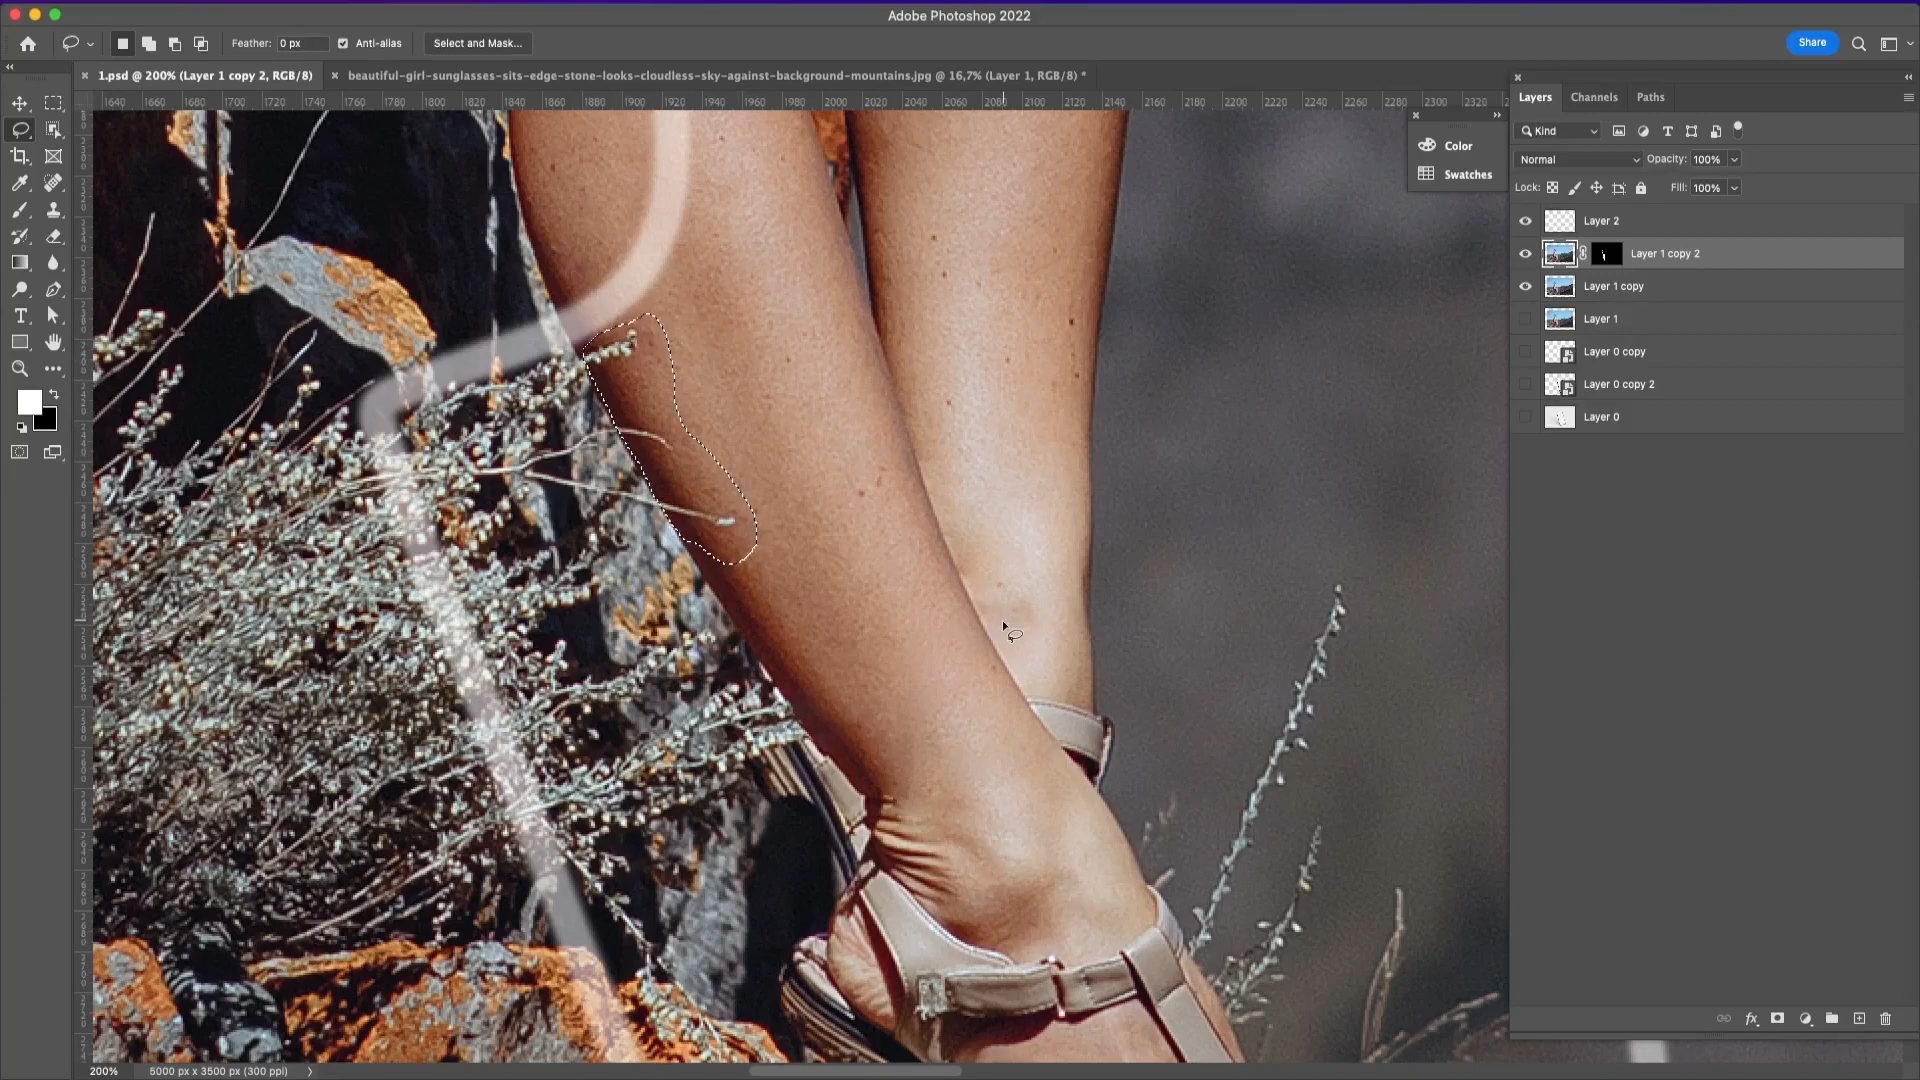 Adobe Photoshop 2022
Feather: 0 px
Anti-alias
Select and Mask...
Share
1.psd @ 200% (Layer 1 copy 2, RGB/8)
beautiful-girl-sunglasses-sits-edge-stone-looks-cloudless-sky-against-background-mountains.jpg @ 16,7% (Layer 1, RGB/8) *
1640 1660 1680 1700 1720 1740 1760 1780 1800 1820 1840 1860 1880 1900 1920 1940 1960 1980 2000 2020 2040 2060 2080 2100 2120 2140 2160 2180 2200 2220 2240 2260 2280 2300 2320
Color
Swatches
Layers Channels Paths
Kind
Normal
Opacity: 100%
Lock:
Fill: 100%
Layer 2
Layer 1 copy 2
Layer 1 copy
Layer 1
Layer 0 copy
Layer 0 copy 2
Layer 0
fx
200%
5000 px x 3500 px (300 ppi)